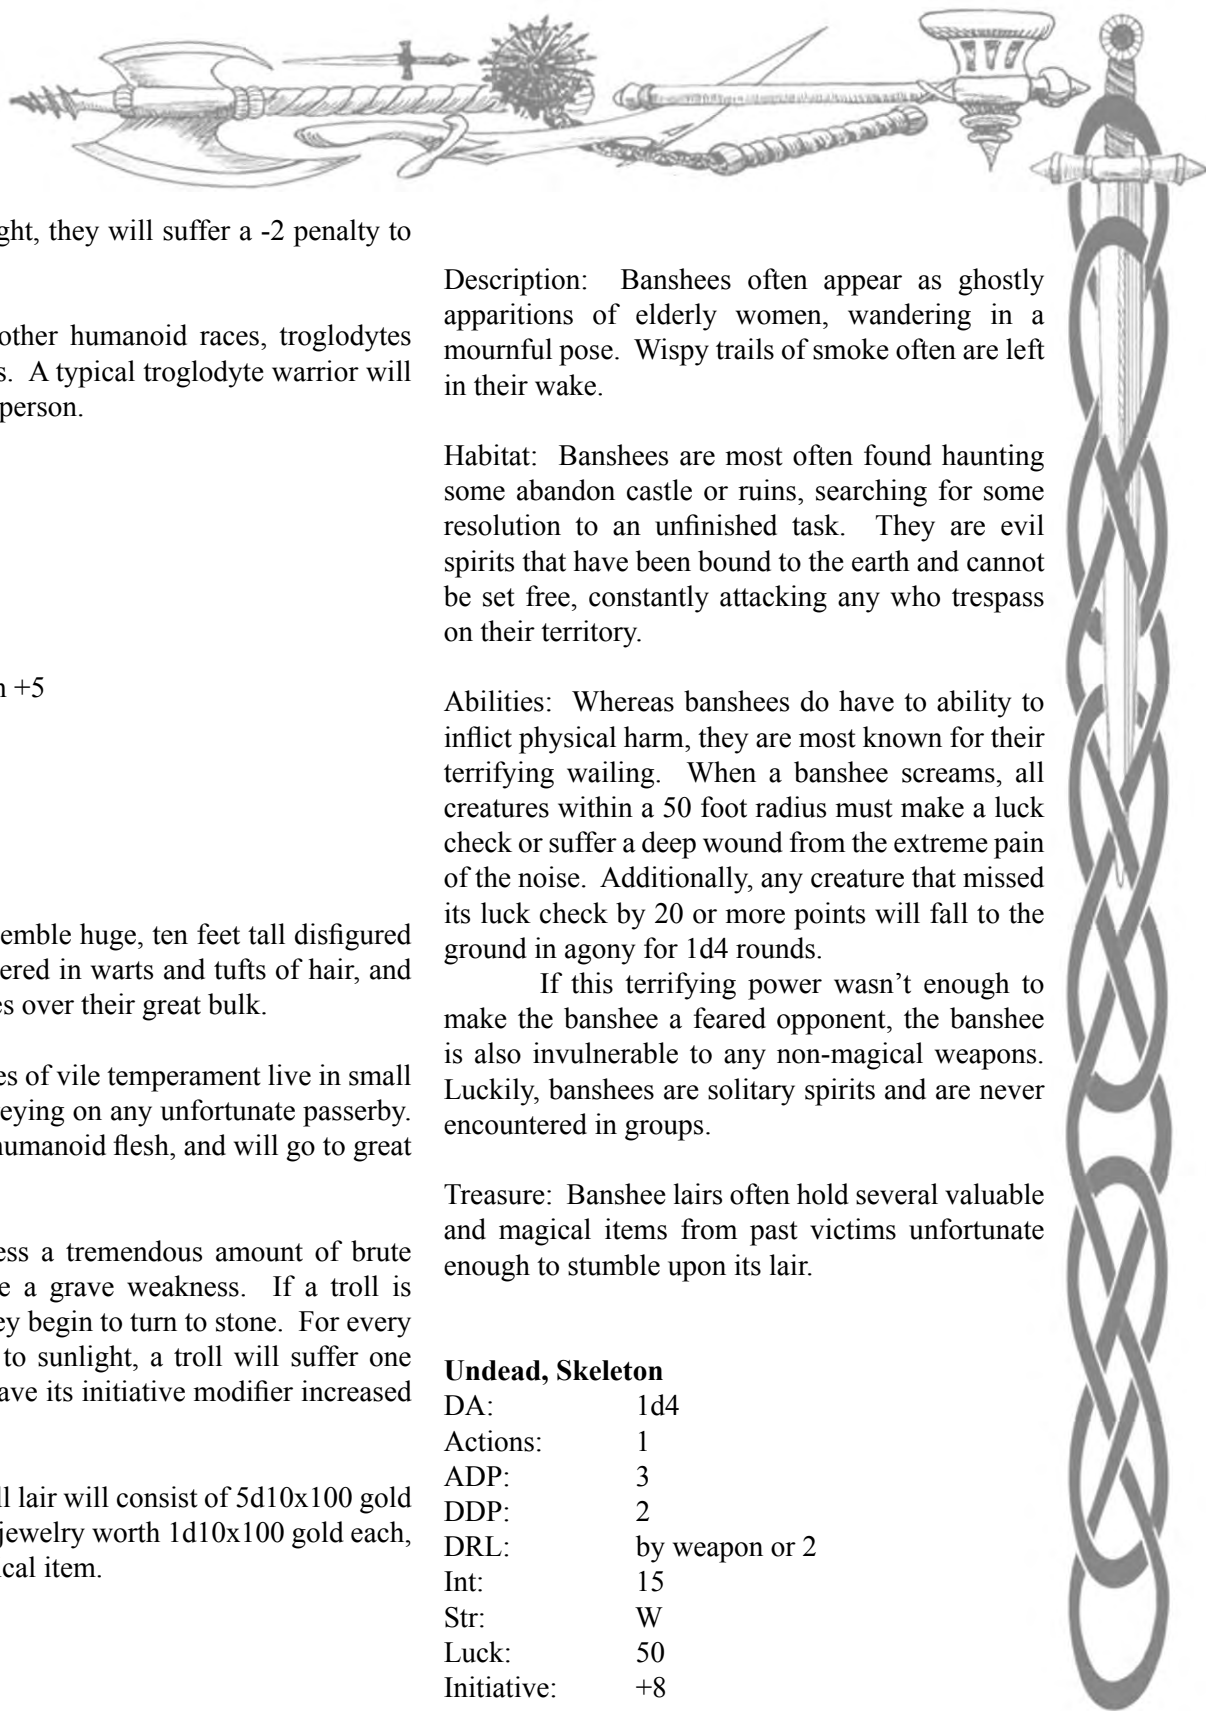 ght, they will suffer a -2 penalty to
other humanoid races, troglodytes
s. A typical troglodyte warrior will
person.
n +5
emble huge, ten feet tall disfigured
ered in warts and tufts of hair, and
es over their great bulk.
es of vile temperament live in small
eying on any unfortunate passerby.
humanoid flesh, and will go to great
ess a tremendous amount of brute
e a grave weakness. If a troll is
ey begin to turn to stone. For every
to sunlight, a troll will suffer one
ave its initiative modifier increased
ll lair will consist of 5d10x100 gold
jewelry worth 1d10x100 gold each,
ical item.
Description: Banshees often appear as ghostly
apparitions of elderly women, wandering in a
mournful pose. Wispy trails of smoke often are left
in their wake.
Habitat: Banshees are most often found haunting
some abandon castle or ruins, searching for some
resolution to an unfinished task. They are evil
spirits that have been bound to the earth and cannot
be set free, constantly attacking any who trespass
on their territory.
Abilities: Whereas banshees do have to ability to
inflict physical harm, they are most known for their
terrifying wailing. When a banshee screams, all
creatures within a 50 foot radius must make a luck
check or suffer a deep wound from the extreme pain
of the noise. Additionally, any creature that missed
its luck check by 20 or more points will fall to the
ground in agony for 1d4 rounds.
If this terrifying power wasn't enough to
make the banshee a feared opponent, the banshee
is also invulnerable to any non-magical weapons.
Luckily, banshees are solitary spirits and are never
encountered in groups.
Treasure: Banshee lairs often hold several valuable
and magical items from past victims unfortunate
enough to stumble upon its lair.
Undead, Skeleton
DA: 1d4
Actions: 1
ADP: 3
DDP: 2
DRL: by weapon or 2
Int: 15
Str: W
Luck: 50
Initiative: +8